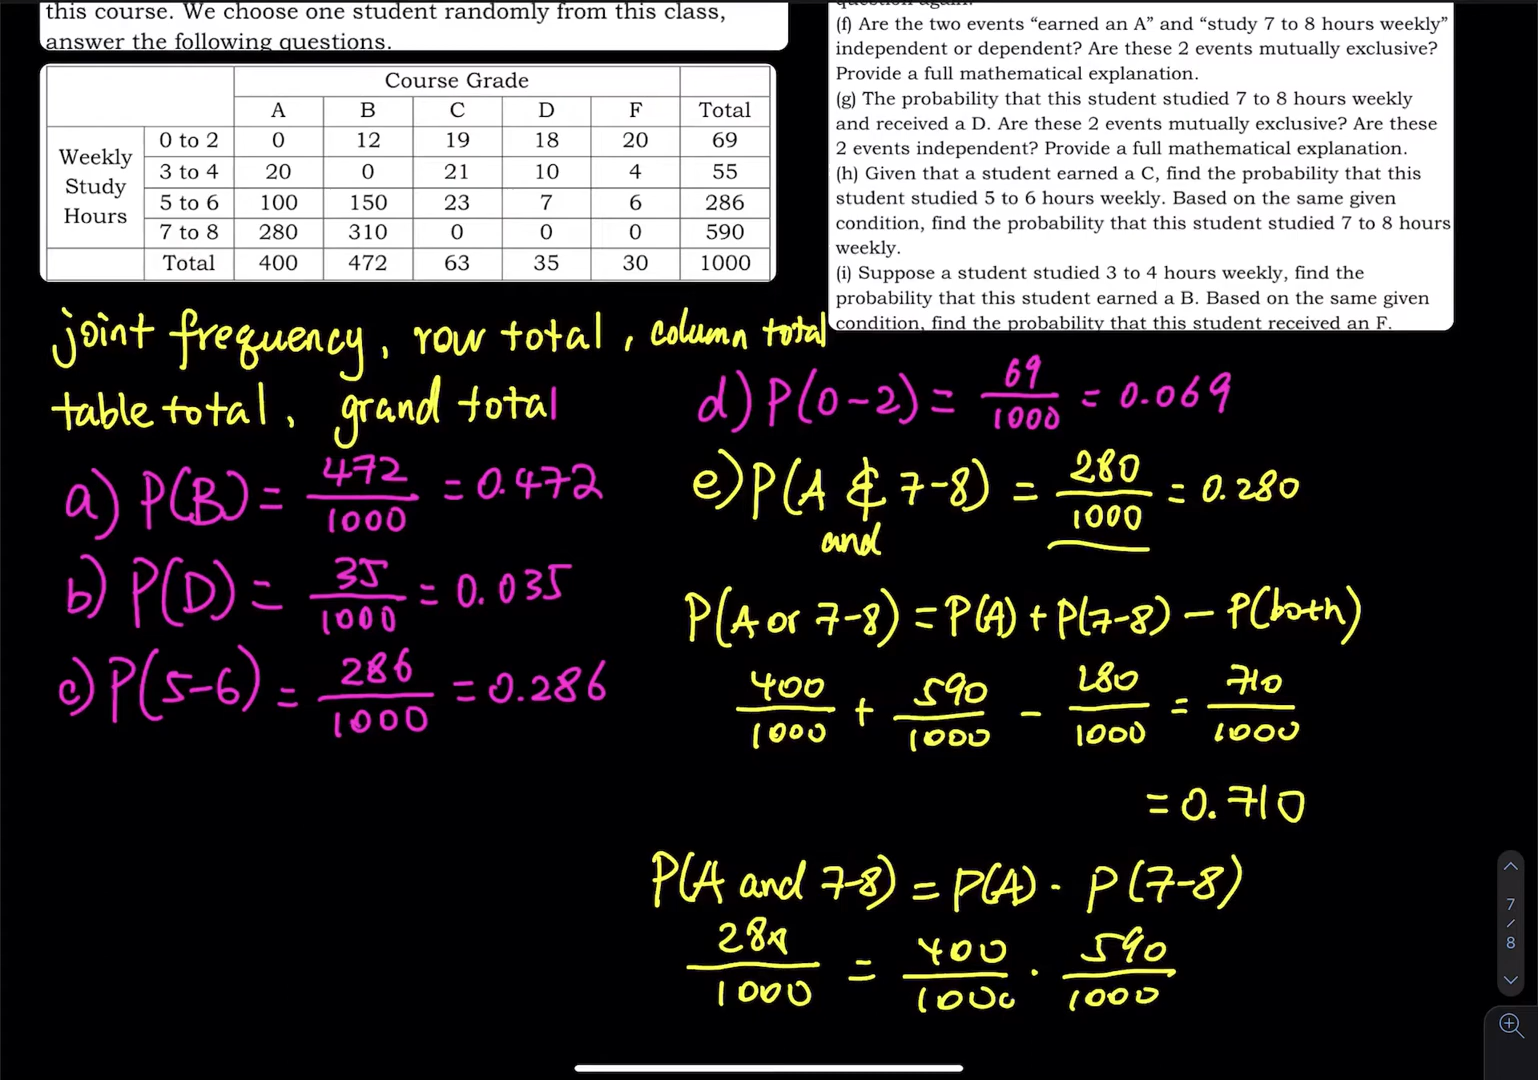 this course. We choose one student randomly from this class,
answer the following questions.
Course Grade
A B C D F Total
Weekly Study Hours
0 to 2 0 12 19 18 20 69
3 to 4 20 0 21 10 4 55
5 to 6 100 150 23 7 6 286
7 to 8 280 310 0 0 0 590
Total 400 472 63 35 30 1000
(f) Are the two events “earned an A” and “study 7 to 8 hours weekly”
independent or dependent? Are these 2 events mutually exclusive?
Provide a full mathematical explanation.
(g) The probability that this student studied 7 to 8 hours weekly
and received a D. Are these 2 events mutually exclusive? Are these
2 events independent? Provide a full mathematical explanation.
(h) Given that a student earned a C, find the probability that this
student studied 5 to 6 hours weekly. Based on the same given
condition, find the probability that this student studied 7 to 8 hours
weekly.
(i) Suppose a student studied 3 to 4 hours weekly, find the
probability that this student earned a B. Based on the same given
condition, find the probability that this student received an F.
joint frequency, row total, column total
table total, grand total
a) P(B) = 472/1000 = 0.472
b) P(D) = 35/1000 = 0.035
c) P(5-6) = 286/1000 = 0.286
d) P(0-2) = 69/1000 = 0.069
e) P(A & 7-8) = 280/1000 = 0.280
and
P(A or 7-8) = P(A) + P(7-8) - P(both)
400/1000 + 590/1000 - 280/1000 = 710/1000
= 0.710
P(A and 7-8) = P(A) · P(7-8)
280/1000 = 400/1000 · 590/1000
7
/
8